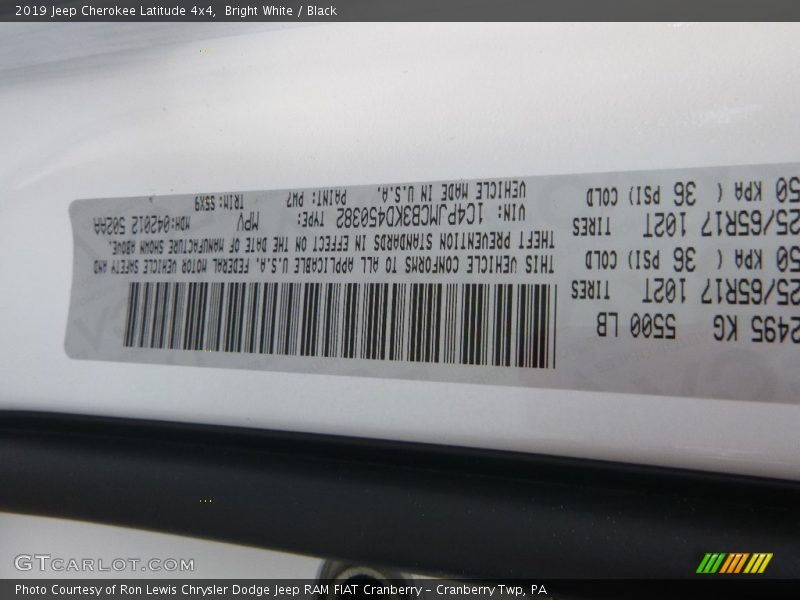 2019 Jeep Cherokee Latitude 4x4,  Bright White / Black
2495 KG 5500 LB
25/65R17 102T TIRES
50 KPA ( 36 PSI) COLD
25/65R17 102T TIRES
50 KPA ( 36 PSI) COLD
THIS VEHICLE CONFORMS TO ALL APPLICABLE U.S.A. FEDERAL MOTOR VEHICLE SAFETY AND
THEFT PREVENTION STANDARDS IN EFFECT ON THE DATE OF MANUFACTURE SHOWN ABOVE.
VIN: 1C4PJMCB3KD450382 TYPE: MPV MDH:042012 502AA
VEHICLE MADE IN U.S.A. PAINT: PW7 TRIM: S5X9
GTCARLOT.COM
Photo Courtesy of Ron Lewis Chrysler Dodge Jeep RAM FIAT Cranberry – Cranberry Twp, PA